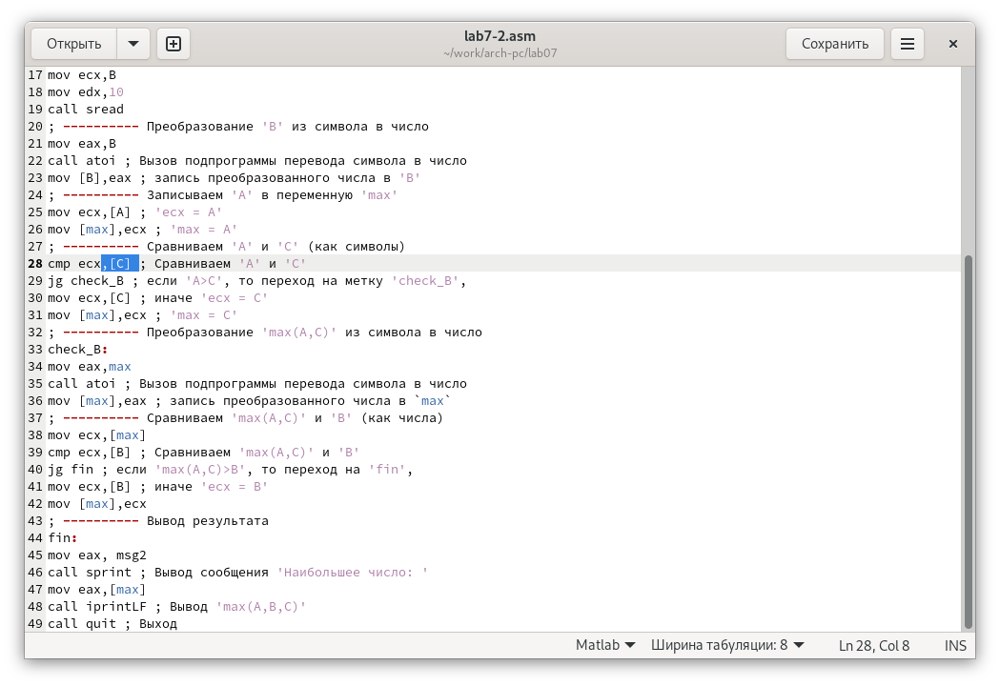 Открыть
lab7-2.asm
~/work/arch-pc/lab07
Сохранить
17 mov ecx,B
18 mov edx,10
19 call sread
20 ; ---------- Преобразование 'B' из символа в число
21 mov eax,B
22 call atoi ; Вызов подпрограммы перевода символа в число
23 mov [B],eax ; запись преобразованного числа в 'B'
24 ; ---------- Записываем 'A' в переменную 'max'
25 mov ecx,[A] ; 'ecx = A'
26 mov [max],ecx ; 'max = A'
27 ; ---------- Сравниваем 'A' и 'С' (как символы)
28 cmp ecx,[C] ; Сравниваем 'A' и 'С'
29 jg check_B ; если 'A>C', то переход на метку 'check_B',
30 mov ecx,[C] ; иначе 'ecx = C'
31 mov [max],ecx ; 'max = C'
32 ; ---------- Преобразование 'max(A,C)' из символа в число
33 check_B:
34 mov eax,max
35 call atoi ; Вызов подпрограммы перевода символа в число
36 mov [max],eax ; запись преобразованного числа в `max`
37 ; ---------- Сравниваем 'max(A,C)' и 'B' (как числа)
38 mov ecx,[max]
39 cmp ecx,[B] ; Сравниваем 'max(A,C)' и 'B'
40 jg fin ; если 'max(A,C)>B', то переход на 'fin',
41 mov ecx,[B] ; иначе 'ecx = B'
42 mov [max],ecx
43 ; ---------- Вывод результата
44 fin:
45 mov eax, msg2
46 call sprint ; Вывод сообщения 'Наибольшее число: '
47 mov eax,[max]
48 call iprintLF ; Вывод 'max(A,B,C)'
49 call quit ; Выход
Matlab Ширина табуляции: 8 Ln 28, Col 8 INS